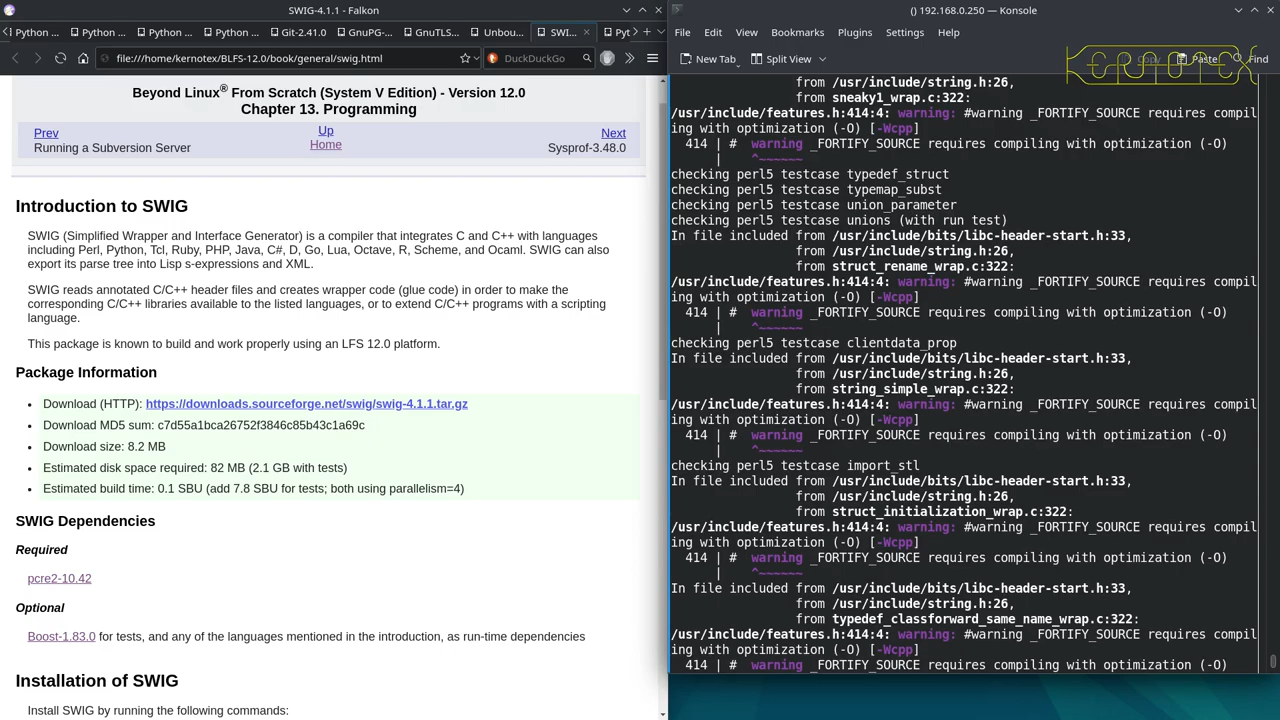 SWIG-4.1.1 - Falkon
Python ... Python ... Python ... Python ... Git-2.41.0 GnuPG-... GnuTLS... Unbou... SWI... Pyt
file:///home/kernotex/BLFS-12.0/book/general/swig.html DuckDuckGo
Beyond Linux® From Scratch (System V Edition) - Version 12.0
Chapter 13. Programming
Prev Up Next
Running a Subversion Server Home Sysprof-3.48.0
Introduction to SWIG
SWIG (Simplified Wrapper and Interface Generator) is a compiler that integrates C and C++ with languages
including Perl, Python, Tcl, Ruby, PHP, Java, C#, D, Go, Lua, Octave, R, Scheme, and Ocaml. SWIG can also
export its parse tree into Lisp s-expressions and XML.
SWIG reads annotated C/C++ header files and creates wrapper code (glue code) in order to make the
corresponding C/C++ libraries available to the listed languages, or to extend C/C++ programs with a scripting
language.
This package is known to build and work properly using an LFS 12.0 platform.
Package Information
• Download (HTTP): https://downloads.sourceforge.net/swig/swig-4.1.1.tar.gz
• Download MD5 sum: c7d55a1bca26752f3846c85b43c1a69c
• Download size: 8.2 MB
• Estimated disk space required: 82 MB (2.1 GB with tests)
• Estimated build time: 0.1 SBU (add 7.8 SBU for tests; both using parallelism=4)
SWIG Dependencies
Required
pcre2-10.42
Optional
Boost-1.83.0 for tests, and any of the languages mentioned in the introduction, as run-time dependencies
Installation of SWIG
Install SWIG by running the following commands:
() 192.168.0.250 — Konsole
File Edit View Bookmarks Plugins Settings Help
New Tab Split View Copy Paste Find
kernotex
from /usr/include/string.h:26,
from sneaky1_wrap.c:322:
/usr/include/features.h:414:4: warning: #warning _FORTIFY_SOURCE requires compil
ing with optimization (-O) [-Wcpp]
414 | # warning _FORTIFY_SOURCE requires compiling with optimization (-O)
| ^~~~~~~
checking perl5 testcase typedef_struct
checking perl5 testcase typemap_subst
checking perl5 testcase union_parameter
checking perl5 testcase unions (with run test)
In file included from /usr/include/bits/libc-header-start.h:33,
from /usr/include/string.h:26,
from struct_rename_wrap.c:322:
/usr/include/features.h:414:4: warning: #warning _FORTIFY_SOURCE requires compil
ing with optimization (-O) [-Wcpp]
414 | # warning _FORTIFY_SOURCE requires compiling with optimization (-O)
| ^~~~~~~
checking perl5 testcase clientdata_prop
In file included from /usr/include/bits/libc-header-start.h:33,
from /usr/include/string.h:26,
from string_simple_wrap.c:322:
/usr/include/features.h:414:4: warning: #warning _FORTIFY_SOURCE requires compil
ing with optimization (-O) [-Wcpp]
414 | # warning _FORTIFY_SOURCE requires compiling with optimization (-O)
| ^~~~~~~
checking perl5 testcase import_stl
In file included from /usr/include/bits/libc-header-start.h:33,
from /usr/include/string.h:26,
from struct_initialization_wrap.c:322:
/usr/include/features.h:414:4: warning: #warning _FORTIFY_SOURCE requires compil
ing with optimization (-O) [-Wcpp]
414 | # warning _FORTIFY_SOURCE requires compiling with optimization (-O)
| ^~~~~~~
In file included from /usr/include/bits/libc-header-start.h:33,
from /usr/include/string.h:26,
from typedef_classforward_same_name_wrap.c:322:
/usr/include/features.h:414:4: warning: #warning _FORTIFY_SOURCE requires compil
ing with optimization (-O) [-Wcpp]
414 | # warning _FORTIFY_SOURCE requires compiling with optimization (-O)